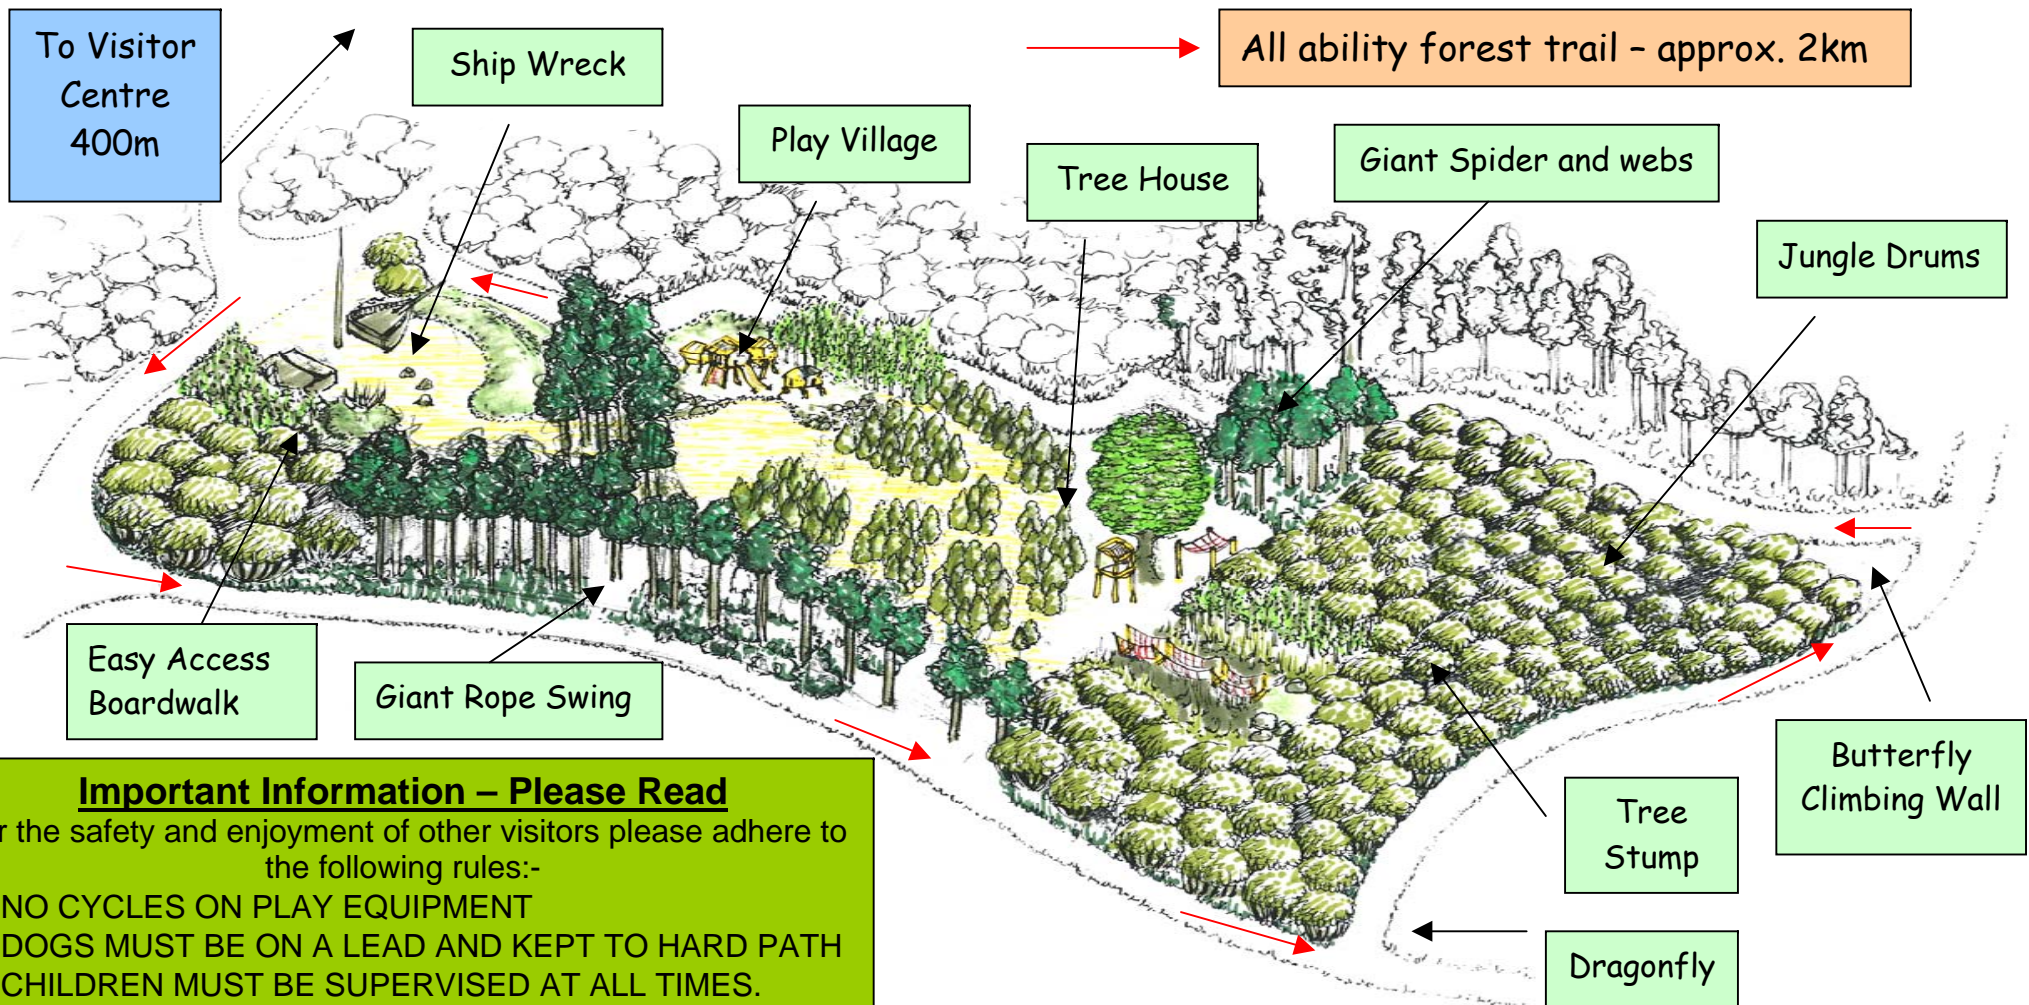 To Visitor
Centre
400m
Ship Wreck
All ability forest trail – approx. 2km
Play Village
Tree House
Giant Spider and webs
Jungle Drums
Easy Access
Boardwalk
Giant Rope Swing
Butterfly
Climbing Wall
Tree
Stump
Dragonfly
Important Information – Please Read
r the safety and enjoyment of other visitors please adhere to
the following rules:-
NO CYCLES ON PLAY EQUIPMENT
DOGS MUST BE ON A LEAD AND KEPT TO HARD PATH
CHILDREN MUST BE SUPERVISED AT ALL TIMES.